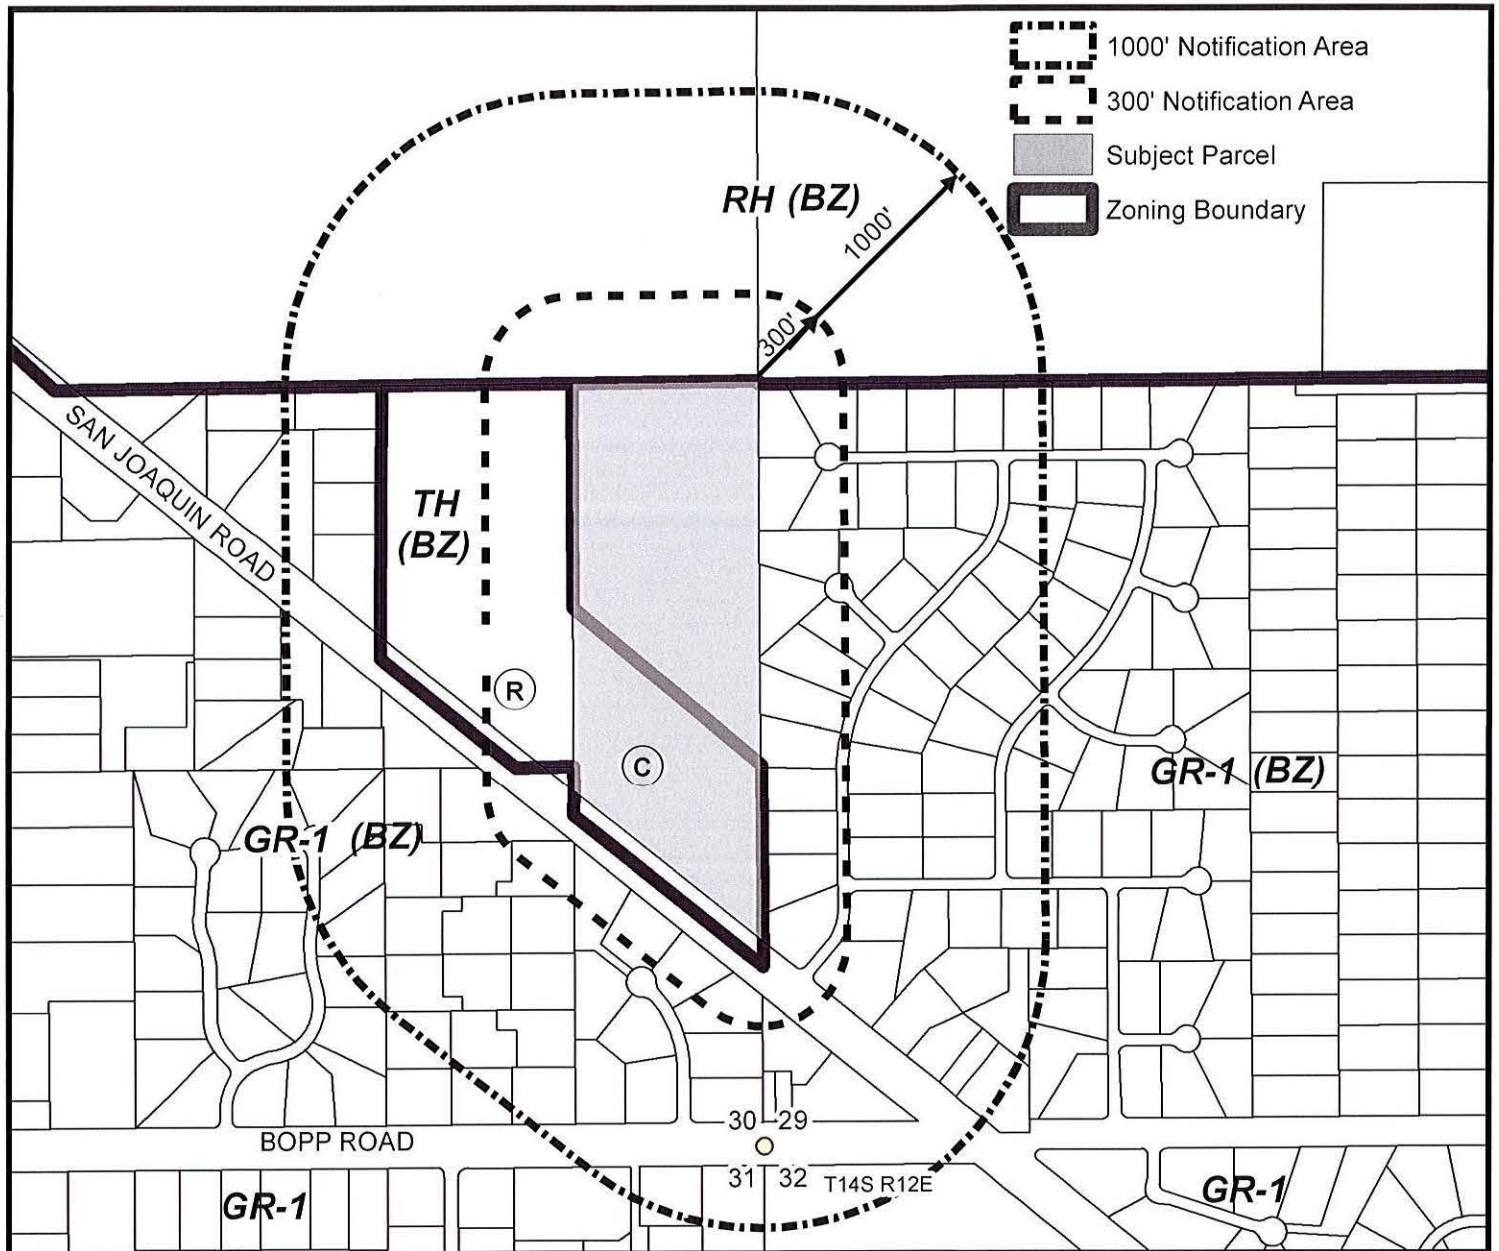 1000' Notification Area
300' Notification Area
Subject Parcel
Zoning Boundary
RH (BZ)
1000'
300'
SAN JOAQUIN ROAD
TH
(BZ)
R
C
GR-1 (BZ)
GR-1 (BZ)
30 29
BOPP ROAD
31 32 T14S R12E
GR-1
GR-1